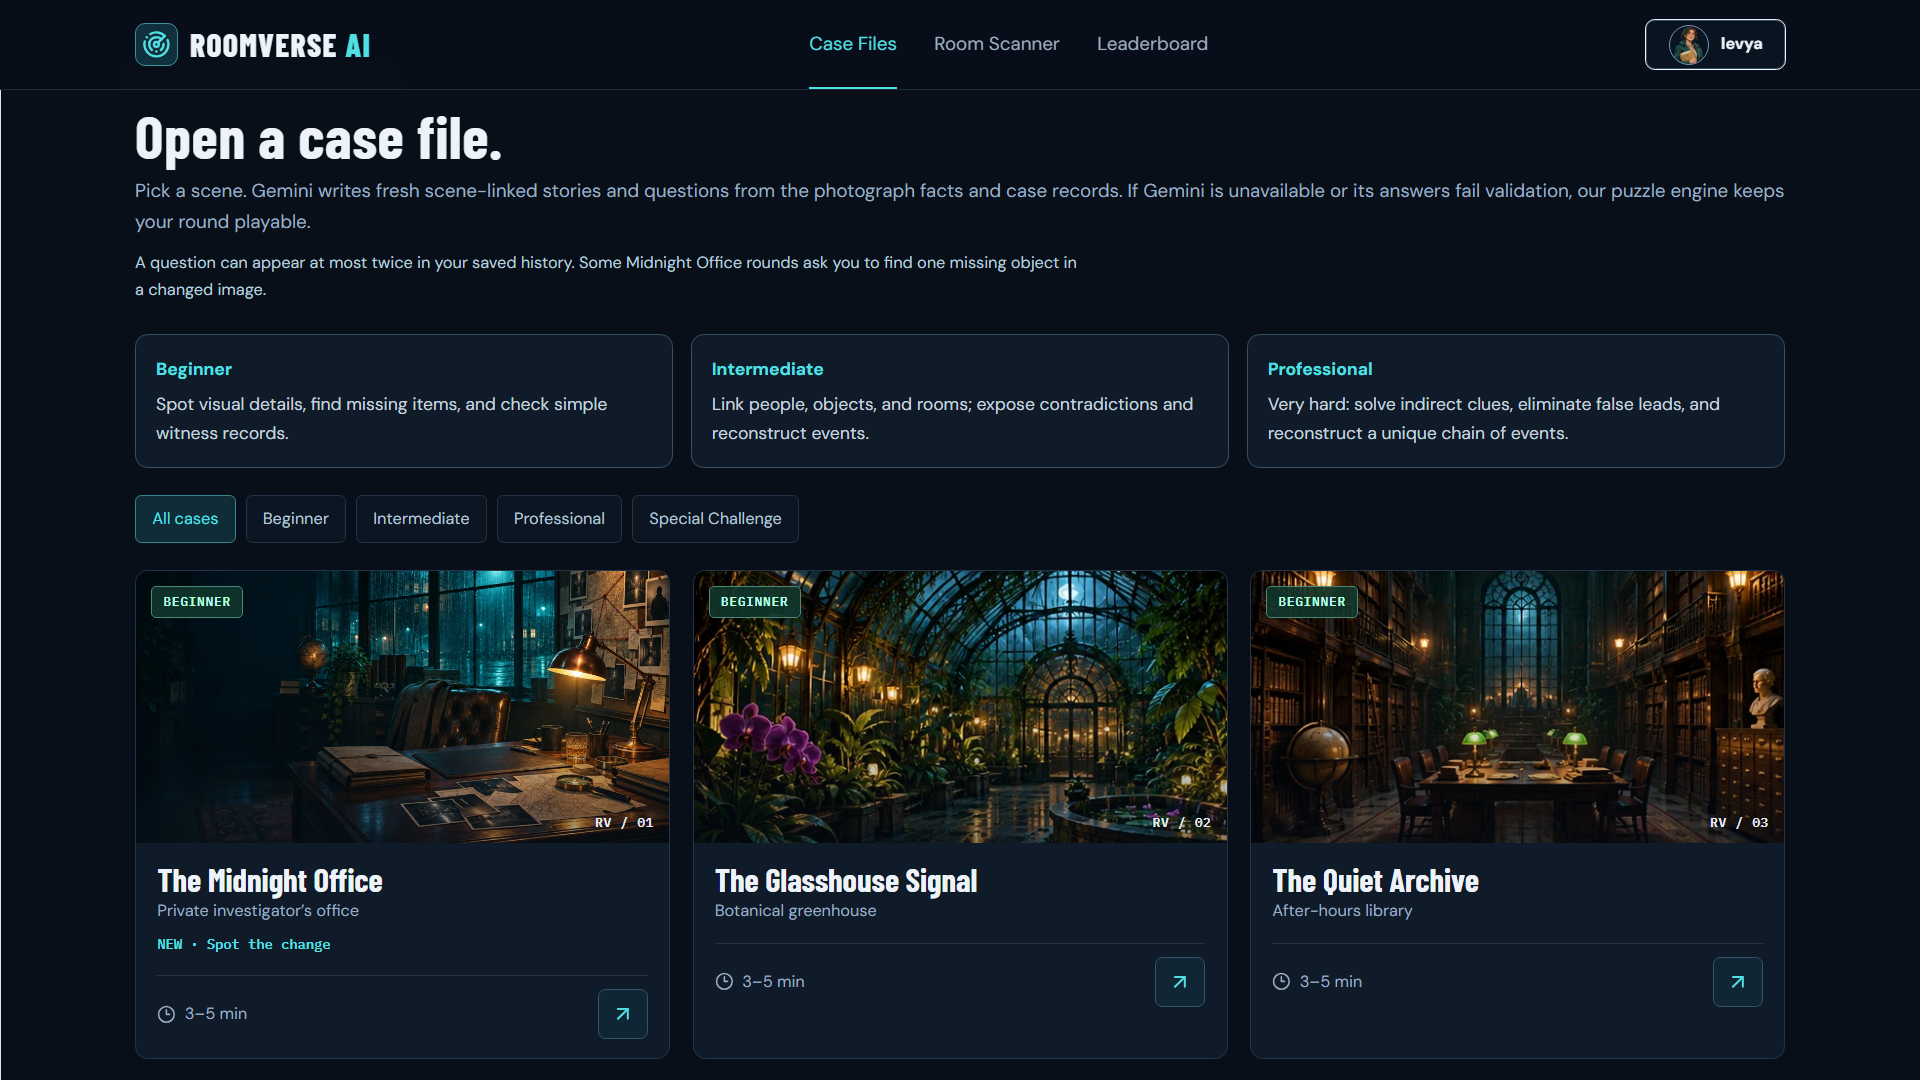 ROOMVERSE AI
Case Files
Room Scanner
Leaderboard
levya
Open a case file.
Pick a scene. Gemini writes fresh scene-linked stories and questions from the photograph facts and case records. If Gemini is unavailable or its answers fail validation, our puzzle engine keeps
your round playable.
A question can appear at most twice in your saved history. Some Midnight Office rounds ask you to find one missing object in
a changed image.
Beginner
Spot visual details, find missing items, and check simple
witness records.
Intermediate
Link people, objects, and rooms; expose contradictions and
reconstruct events.
Professional
Very hard: solve indirect clues, eliminate false leads, and
reconstruct a unique chain of events.
All cases
Beginner
Intermediate
Professional
Special Challenge
BEGINNER
RV / 01
The Midnight Office
Private investigator’s office
NEW · Spot the change
3–5 min
BEGINNER
RV / 02
The Glasshouse Signal
Botanical greenhouse
3–5 min
BEGINNER
RV / 03
The Quiet Archive
After-hours library
3–5 min